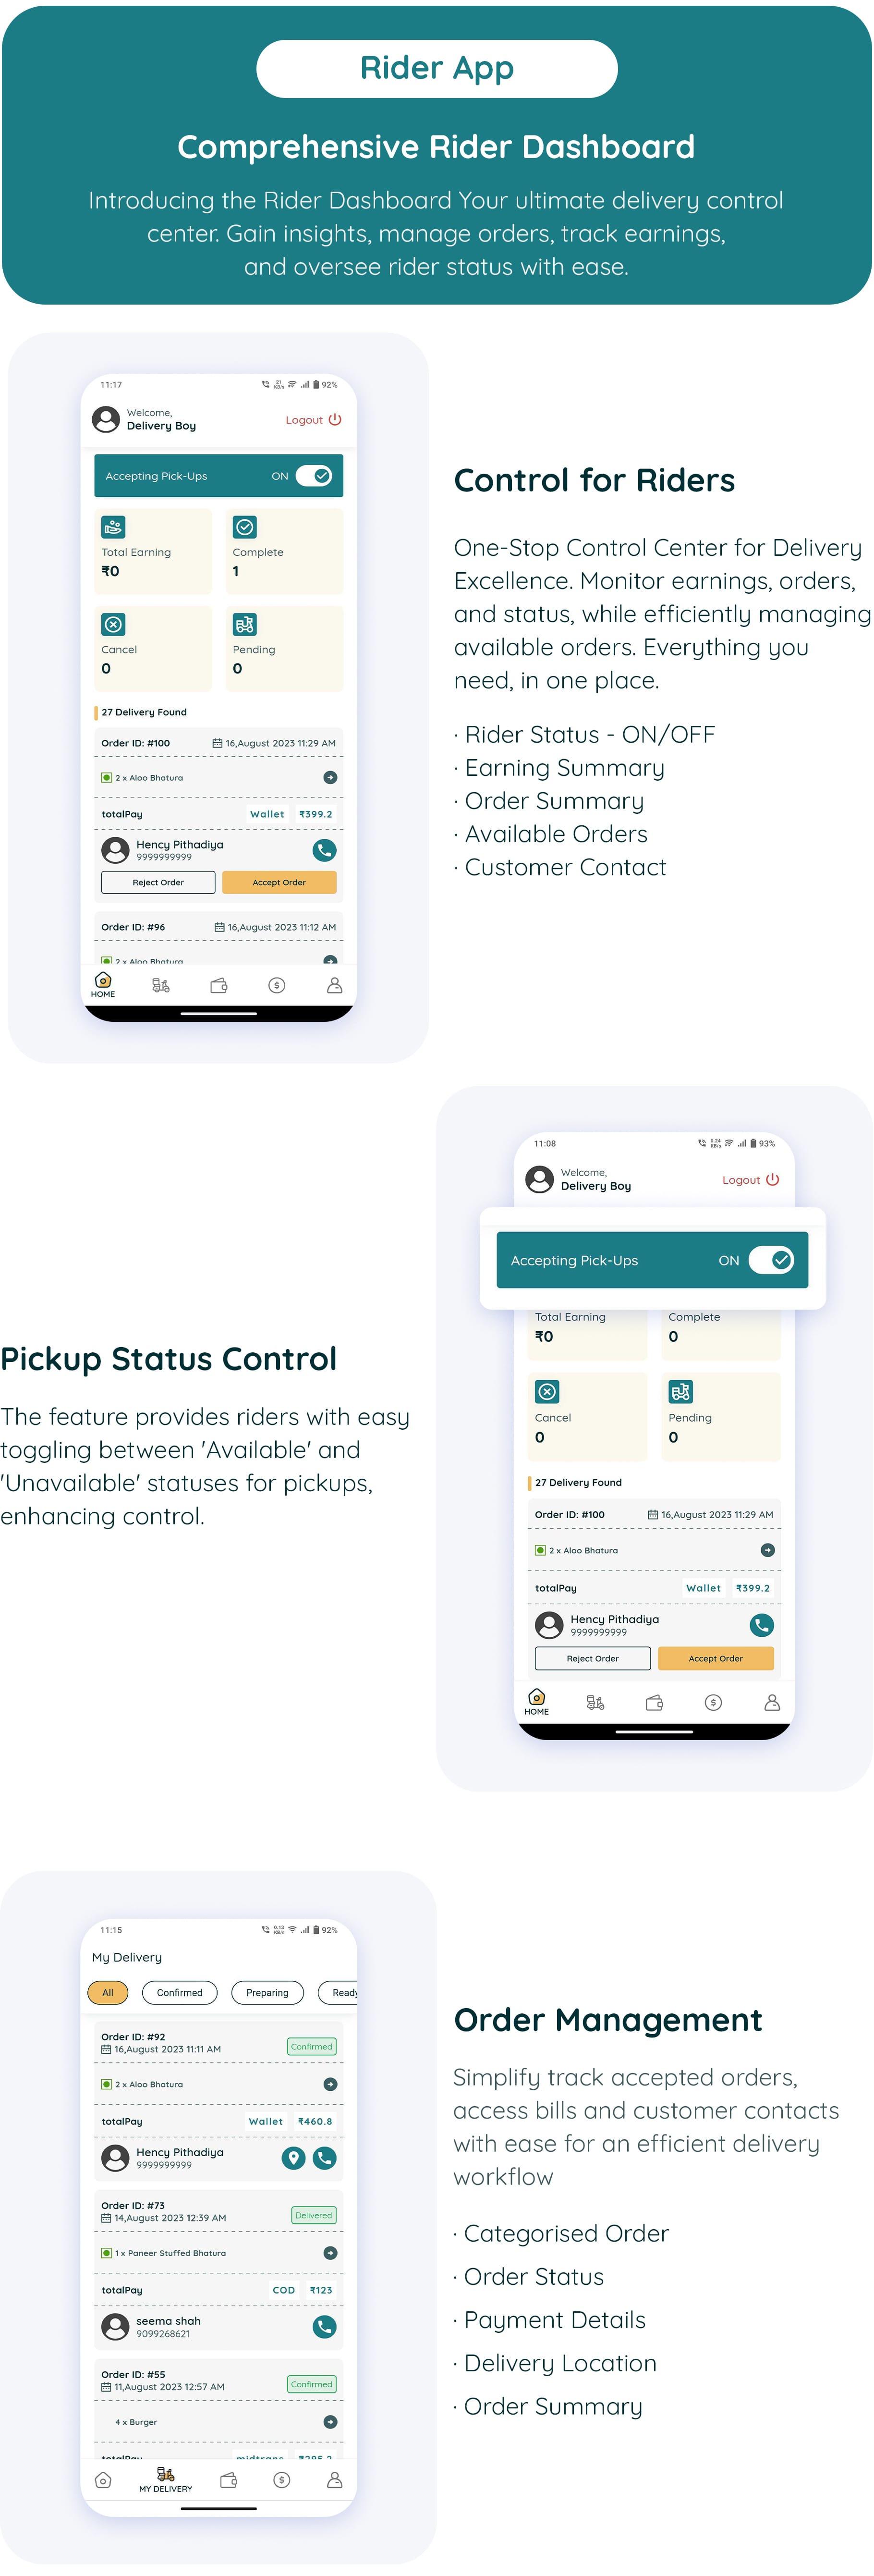 Rider App
Comprehensive Rider Dashboard
Introducing the Rider Dashboard Your ultimate delivery control
center. Gain insights, manage orders, track earnings,
and oversee rider status with ease.
11:17
21 KB/s 92%
Welcome,
Delivery Boy
Logout
Accepting Pick-Ups ON
Total Earning
₹0
Complete
1
Cancel
0
Pending
0
27 Delivery Found
Order ID: #100 16,August 2023 11:29 AM
2 x Aloo Bhatura
totalPay Wallet ₹399.2
Hency Pithadiya
9999999999
Reject Order Accept Order
Order ID: #96 16,August 2023 11:12 AM
2 x Aloo Bhatura
HOME
Control for Riders
One-Stop Control Center for Delivery
Excellence. Monitor earnings, orders,
and status, while efficiently managing
available orders. Everything you
need, in one place.
· Rider Status - ON/OFF
· Earning Summary
· Order Summary
· Available Orders
· Customer Contact
Pickup Status Control
The feature provides riders with easy
toggling between 'Available' and
'Unavailable' statuses for pickups,
enhancing control.
11:08
0.24 KB/s 93%
Welcome,
Delivery Boy
Logout
Accepting Pick-Ups ON
Total Earning
₹0
Complete
0
Cancel
0
Pending
0
27 Delivery Found
Order ID: #100 16,August 2023 11:29 AM
2 x Aloo Bhatura
totalPay Wallet ₹399.2
Hency Pithadiya
9999999999
Reject Order Accept Order
HOME
11:15
0.13 KB/s 92%
My Delivery
All Confirmed Preparing Ready
Order ID: #92
16,August 2023 11:11 AM
Confirmed
2 x Aloo Bhatura
totalPay Wallet ₹460.8
Hency Pithadiya
9999999999
Order ID: #73
14,August 2023 12:39 AM
Delivered
1 x Paneer Stuffed Bhatura
totalPay COD ₹123
seema shah
9099268621
Order ID: #55
11,August 2023 12:57 AM
Confirmed
4 x Burger
totalPay midtrans ₹295.2
MY DELIVERY
Order Management
Simplify track accepted orders,
access bills and customer contacts
with ease for an efficient delivery
workflow
· Categorised Order
· Order Status
· Payment Details
· Delivery Location
· Order Summary